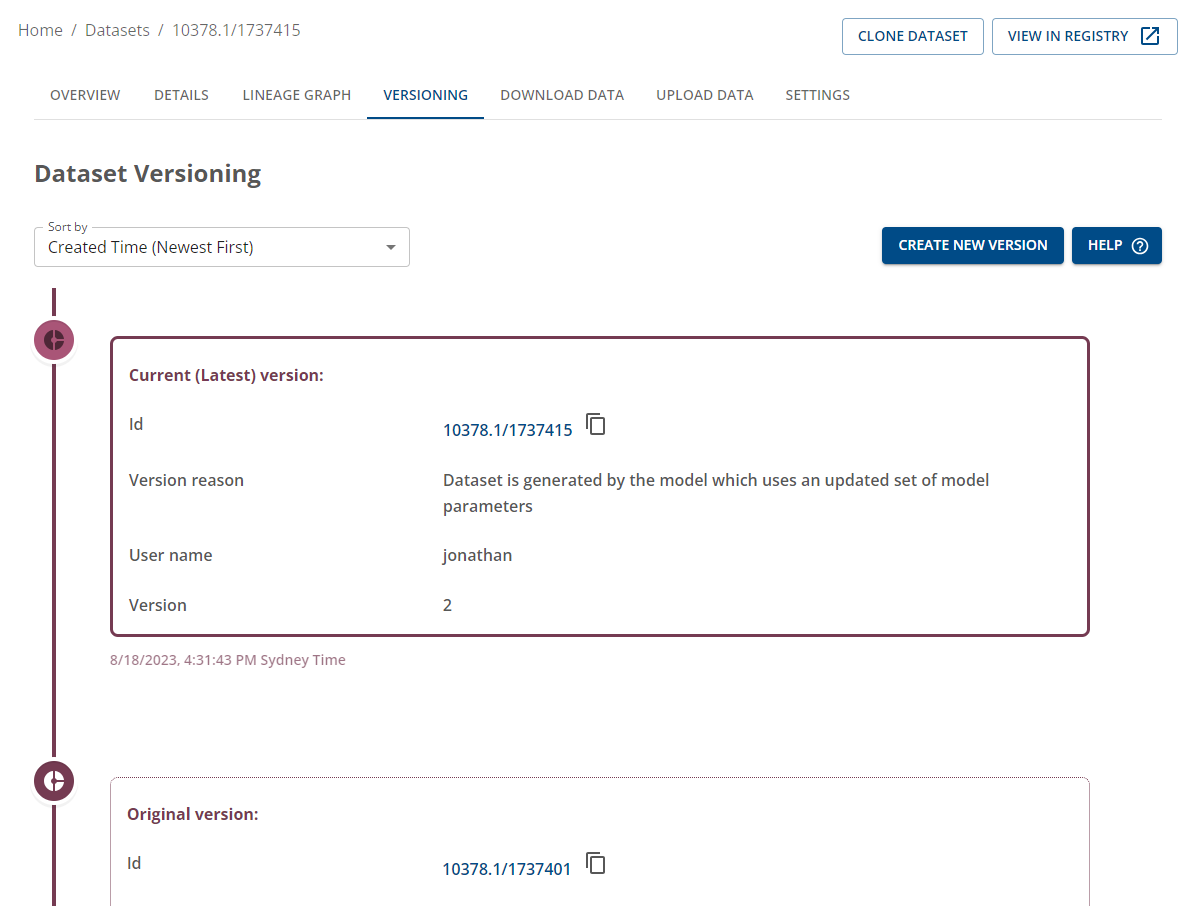 Home / Datasets / 10378.1/1737415
CLONE DATASET
VIEW IN REGISTRY
OVERVIEW DETAILS LINEAGE GRAPH VERSIONING DOWNLOAD DATA UPLOAD DATA SETTINGS
Dataset Versioning
Sort by
Created Time (Newest First)
CREATE NEW VERSION
HELP ?
Current (Latest) version:
Id 10378.1/1737415
Version reason Dataset is generated by the model which uses an updated set of model
parameters
User name jonathan
Version 2
8/18/2023, 4:31:43 PM Sydney Time
Original version:
Id 10378.1/1737401